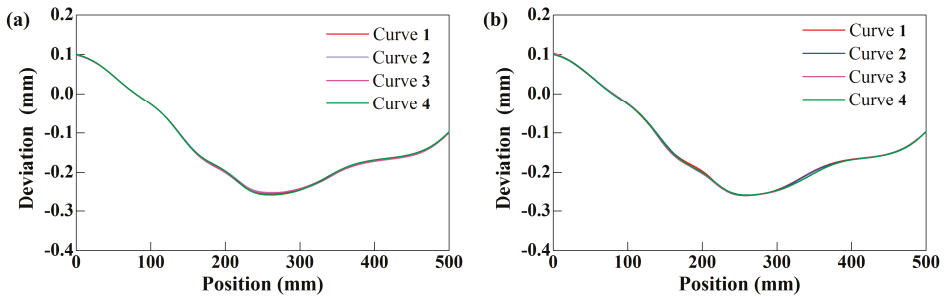 (a)
0.2
0.1
0.0
-0.1
-0.2
-0.3
-0.4
Deviation (mm)
Curve 1
Curve 2
Curve 3
Curve 4
0 100 200 300 400 500
Position (mm)
(b)
0.2
0.1
0.0
-0.1
-0.2
-0.3
-0.4
Deviation (mm)
Curve 1
Curve 2
Curve 3
Curve 4
0 100 200 300 400 500
Position (mm)